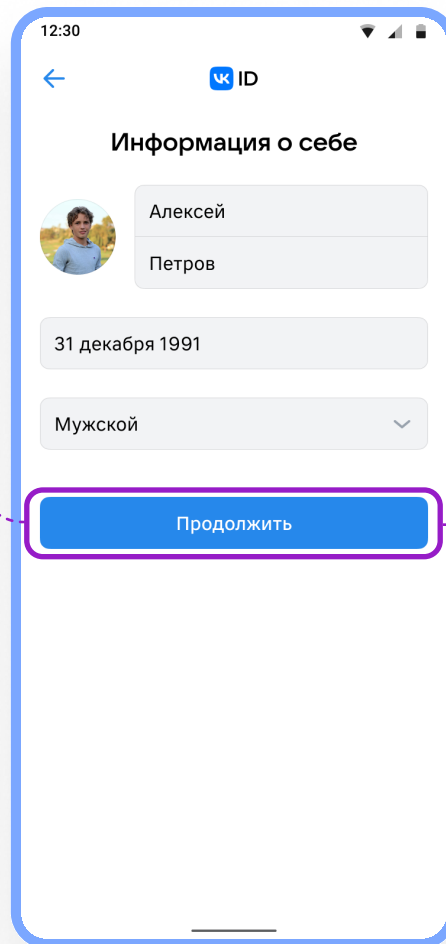 12:30
VK ID
Информация о себе
Алексей
Петров
31 декабря 1991
Мужской
Продолжить